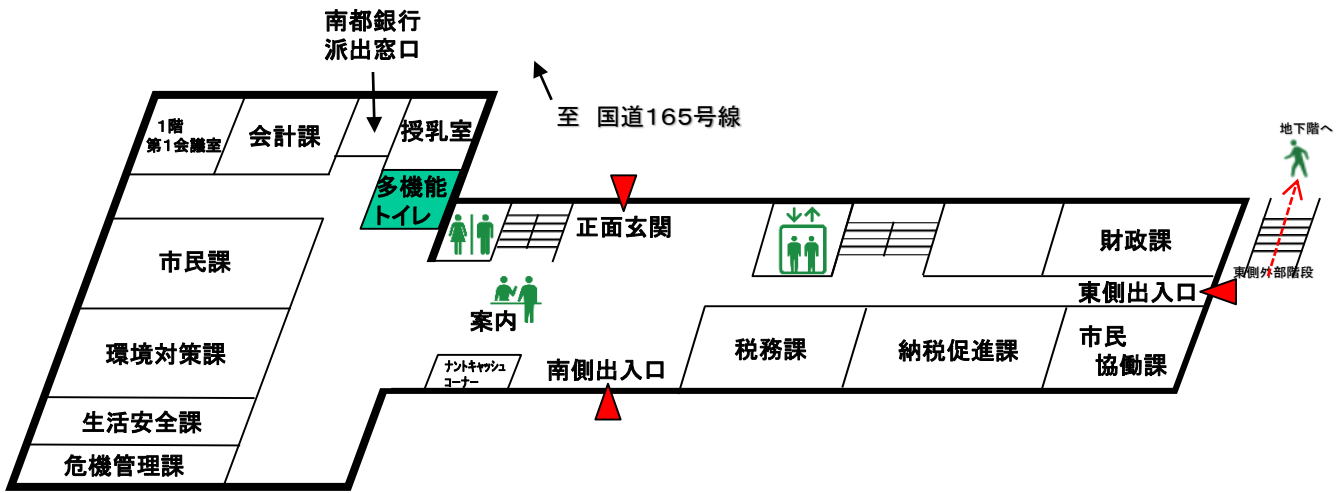 南都銀行
派出窓口
至 国道165号線
地下階へ
1階
第1会議室
会計課
授乳室
多機能
トイレ
正面玄関
財政課
市民課
東側外部階段
東側出入口
案内
環境対策課
税務課
納税促進課
市民
協働課
ナントキャッシュ
コーナー
南側出入口
生活安全課
危機管理課